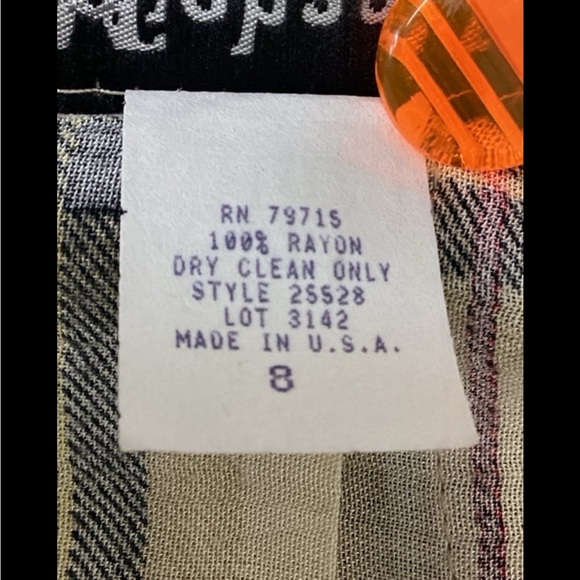 RN 79715
100% RAYON
DRY CLEAN ONLY
STYLE 25528
LOT 3142
MADE IN U.S.A.
8